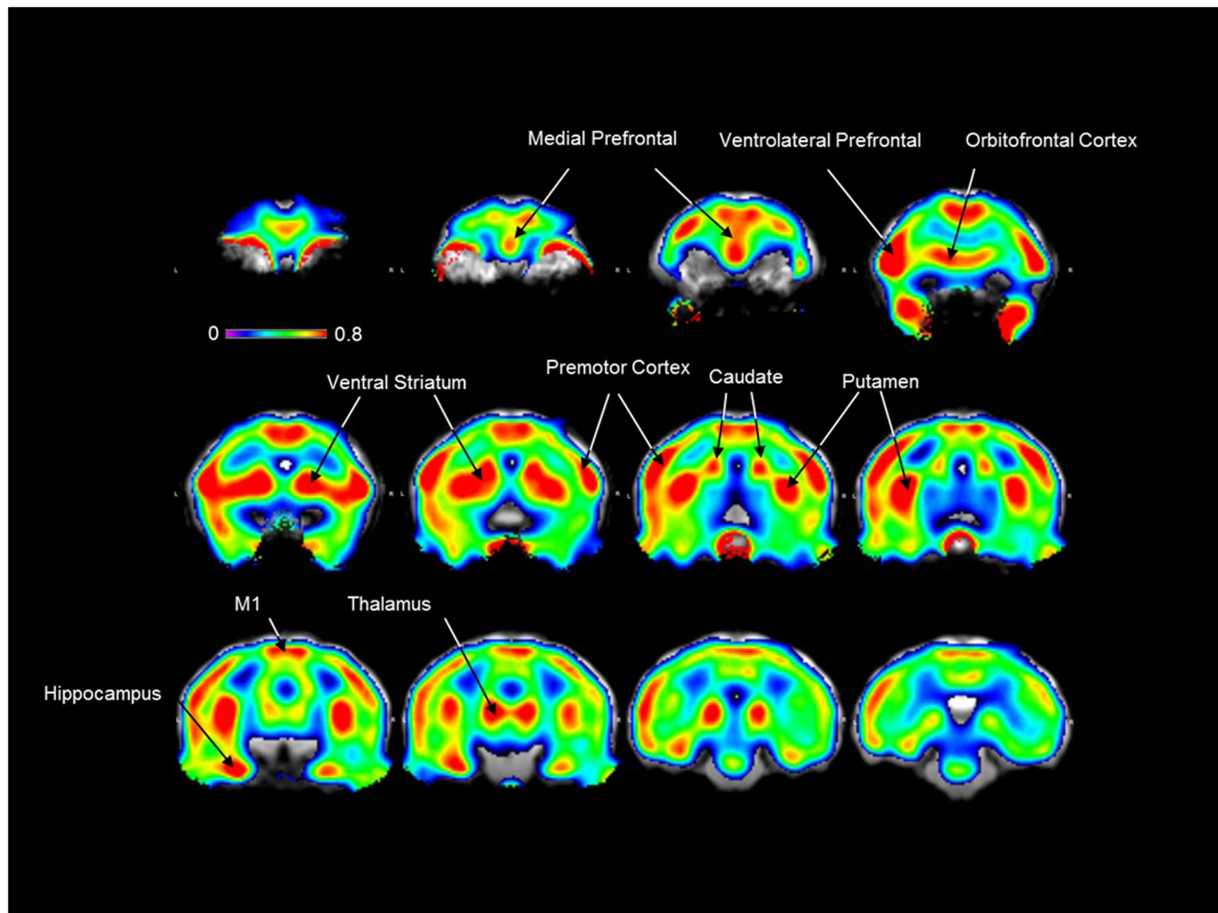 Medial Prefrontal
Ventrolateral Prefrontal
Orbitofrontal Cortex
L
R L
R L
R L
R
0
0.8
Ventral Striatum
Premotor Cortex
Caudate
Putamen
L
R L
R L
R L
R
M1
Thalamus
Hippocampus
L
R L
R L
R L
R